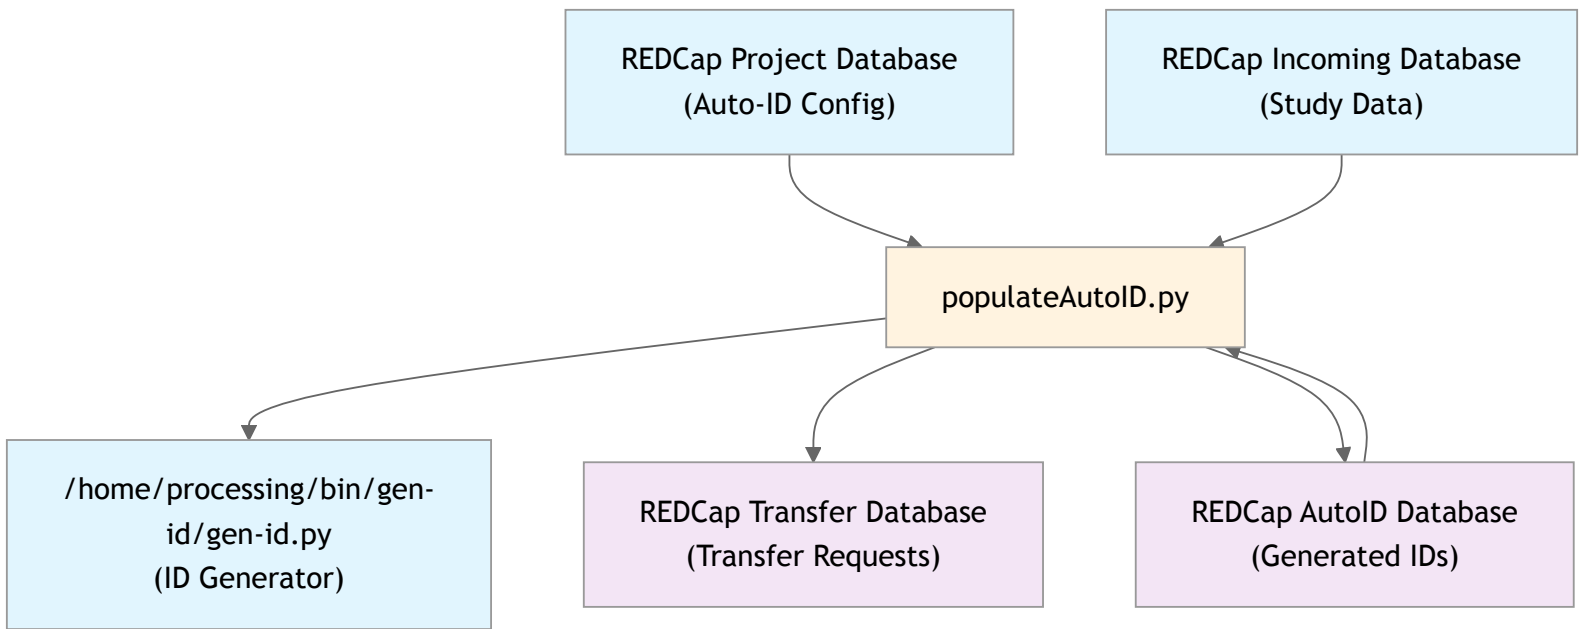 REDCap Project Database
(Auto-ID Config)
REDCap Incoming Database
(Study Data)
populateAutoID.py
/home/processing/bin/gen-
id/gen-id.py
(ID Generator)
REDCap Transfer Database
(Transfer Requests)
REDCap AutoID Database
(Generated IDs)